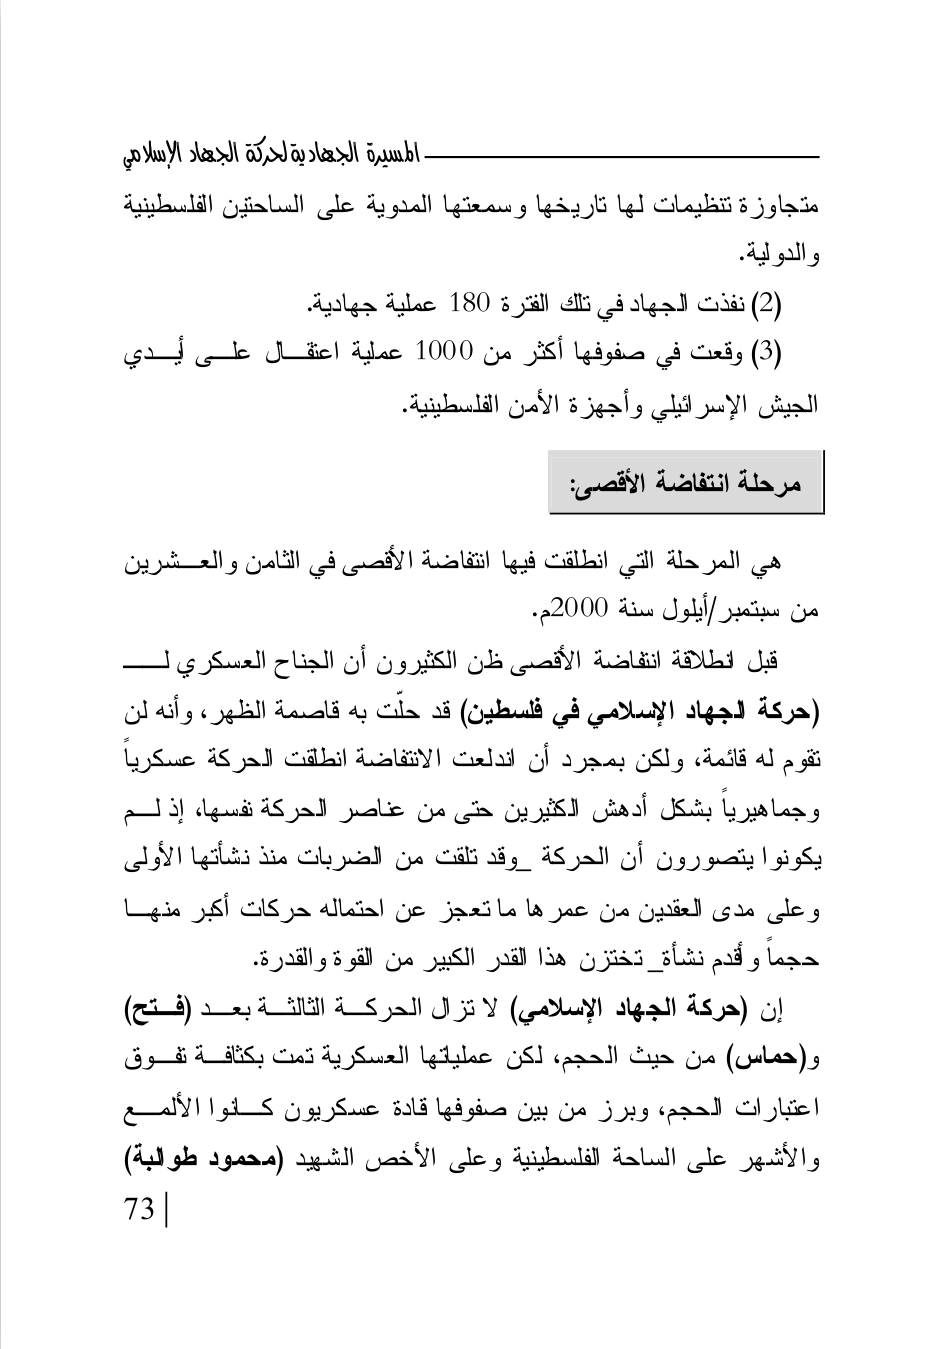 المسيرة الجهادية لحركة الجهاد الإسلامي
متجاوزة تنظيمات لها تاريخها وسمعتها المدوية على الساحتين الفلسطينية
والدولية.
(2) نفذت الجهاد في تلك الفترة 180 عملية جهادية.
(3) وقعت في صفوفها أكثر من 1000 عملية اعتقال على أيدي
الجيش الإسرائيلي وأجهزة الأمن الفلسطينية.
مرحلة انتفاضة الأقصى:
هي المرحلة التي انطلقت فيها انتفاضة الأقصى في الثامن والعشرين
من سبتمبر/أيلول سنة 2000م.
قبل انطلاقة انتفاضة الأقصى ظن الكثيرون أن الجناح العسكري لـ
(حركة الجهاد الإسلامي في فلسطين) قد حلّت به قاصمة الظهر، وأنه لن
تقوم له قائمة، ولكن بمجرد أن اندلعت الانتفاضة انطلقت الحركة عسكرياً
وجماهيرياً بشكل أدهش الكثيرين حتى من عناصر الحركة نفسها، إذ لم
يكونوا يتصورون أن الحركة _وقد تلقت من الضربات منذ نشأتها الأولى
وعلى مدى العقدين من عمرها ما تعجز عن احتماله حركات أكبر منها
حجماً وأقدم نشأة_ تختزن هذا القدر الكبير من القوة والقدرة.
إن (حركة الجهاد الإسلامي) لا تزال الحركة الثالثة بعد (فتح)
و(حماس) من حيث الحجم، لكن عملياتها العسكرية تمت بكثافة تفوق
اعتبارات الحجم، وبرز من بين صفوفها قادة عسكريون كانوا الألمع
والأشهر على الساحة الفلسطينية وعلى الأخص الشهيد (محمود طوالبة)
73